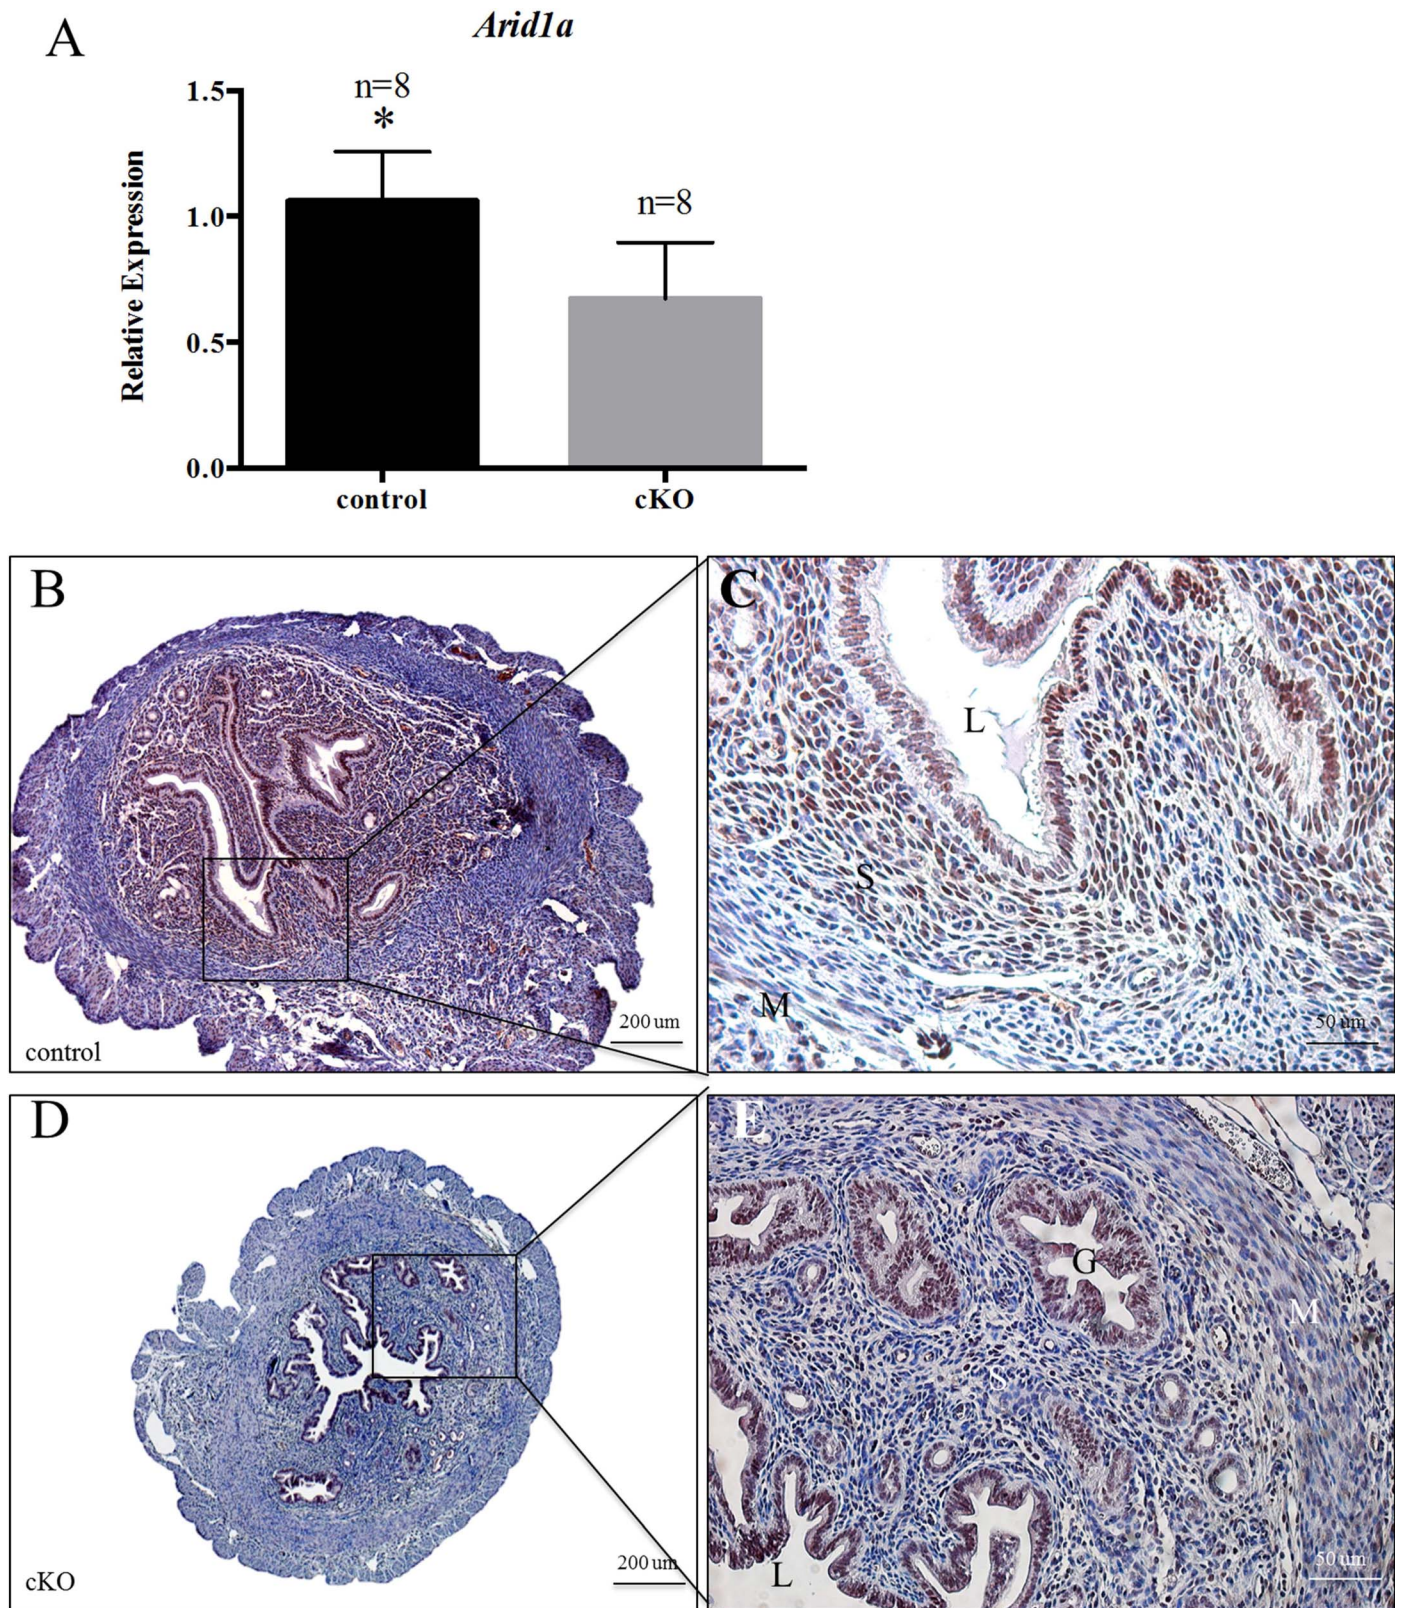 A
Arid1a
n=8
*
n=8
Relative Expression
1.5
1.0
0.5
0.0
control
cKO
B
control
200 um
C
L
S
M
50 um
D
cKO
200 um
E
G
M
S
L
50 um